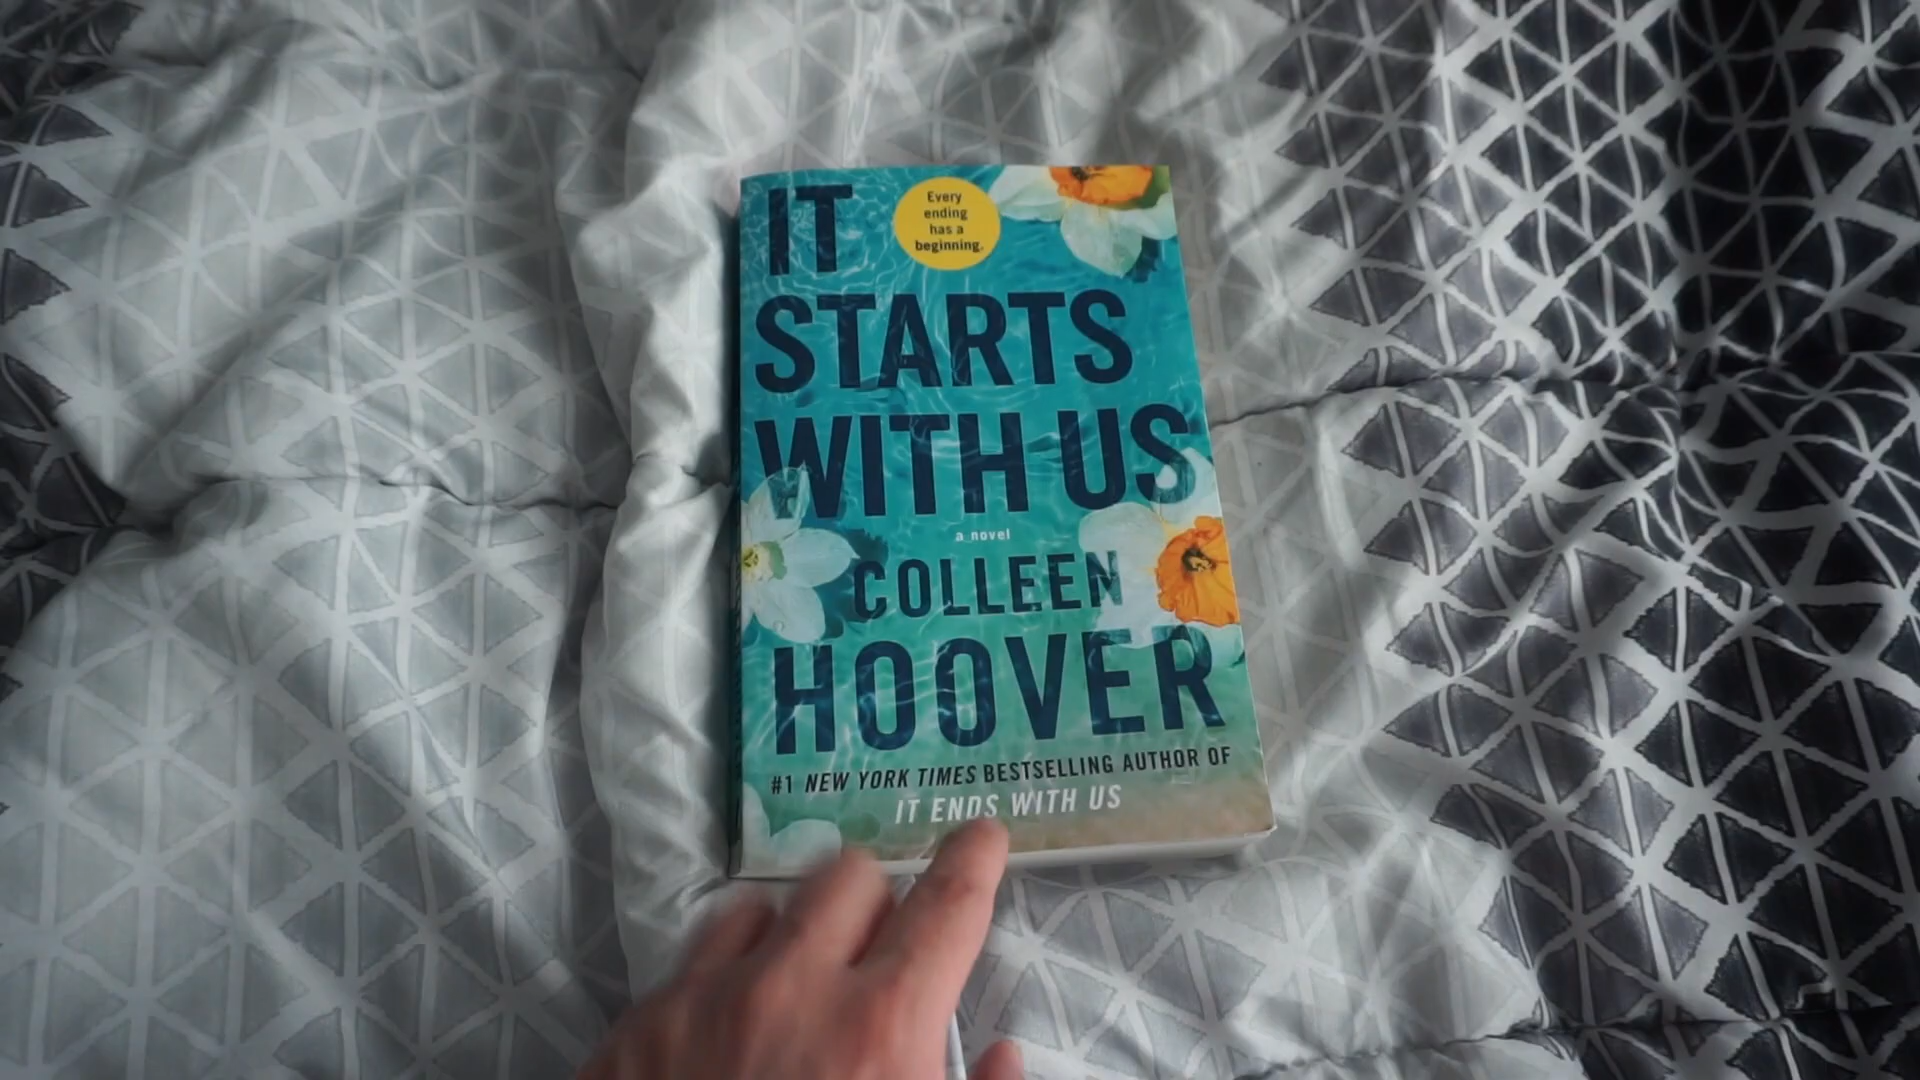 IT
Every
ending
has a
beginning.
STARTS
WITH US
a novel
COLLEEN
HOOVER
#1 NEW YORK TIMES BESTSELLING AUTHOR OF
IT ENDS WITH US